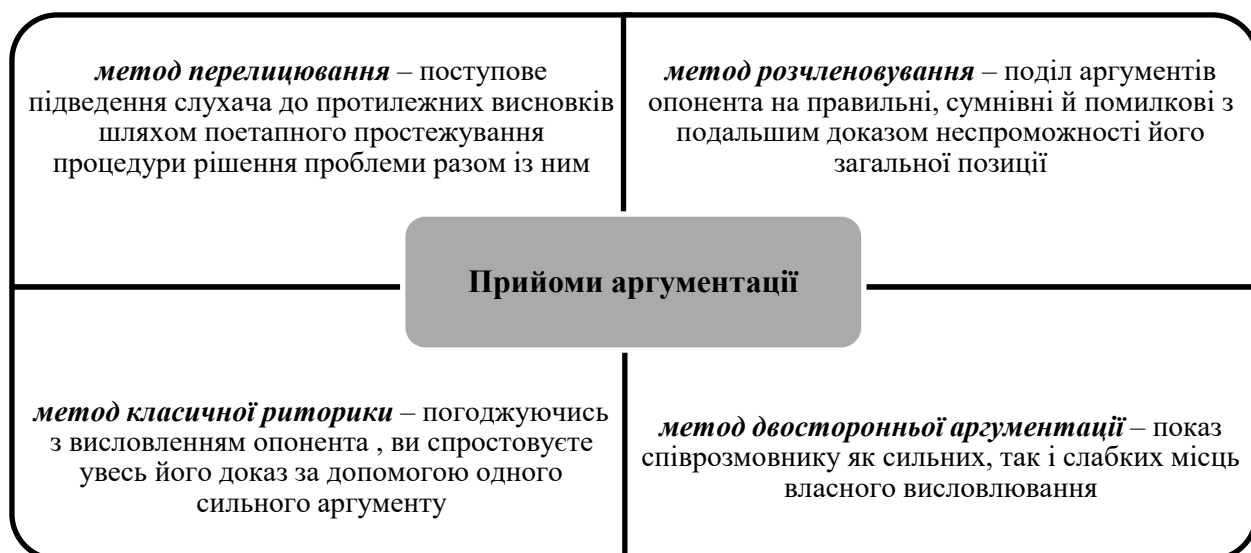 метод перелицювання – поступове
підведення слухача до протилежних висновків
шляхом поетапного простежування
процедури рішення проблеми разом із ним
метод розчленовування – поділ аргументів
опонента на правильні, сумнівні й помилкові з
подальшим доказом неспроможності його
загальної позиції
Прийоми аргументації
метод класичної риторики – погоджуючись
з висловленням опонента , ви спростовуєте
увесь його доказ за допомогою одного
сильного аргументу
метод двосторонньої аргументації – показ
співрозмовнику як сильних, так і слабких місць
власного висловлювання